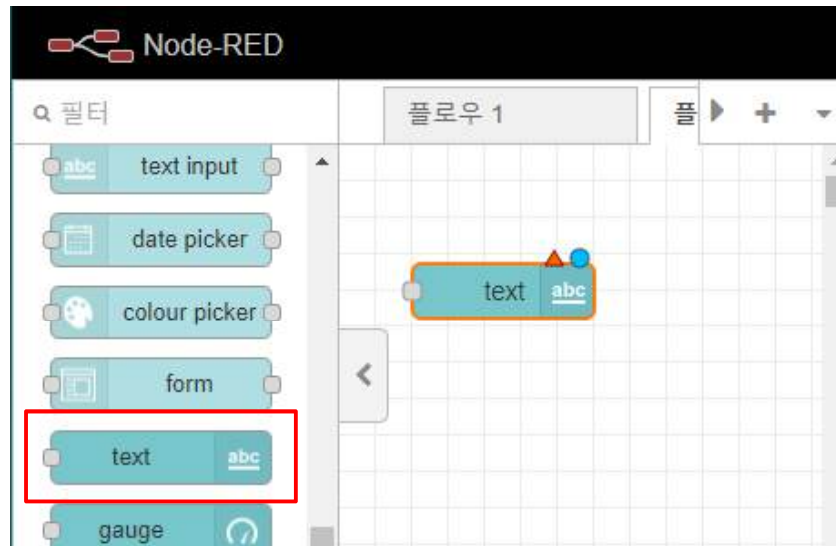 Node-RED
필터
플로우 1
플
abc text input
date picker
colour picker
form
text abc
gauge
text abc